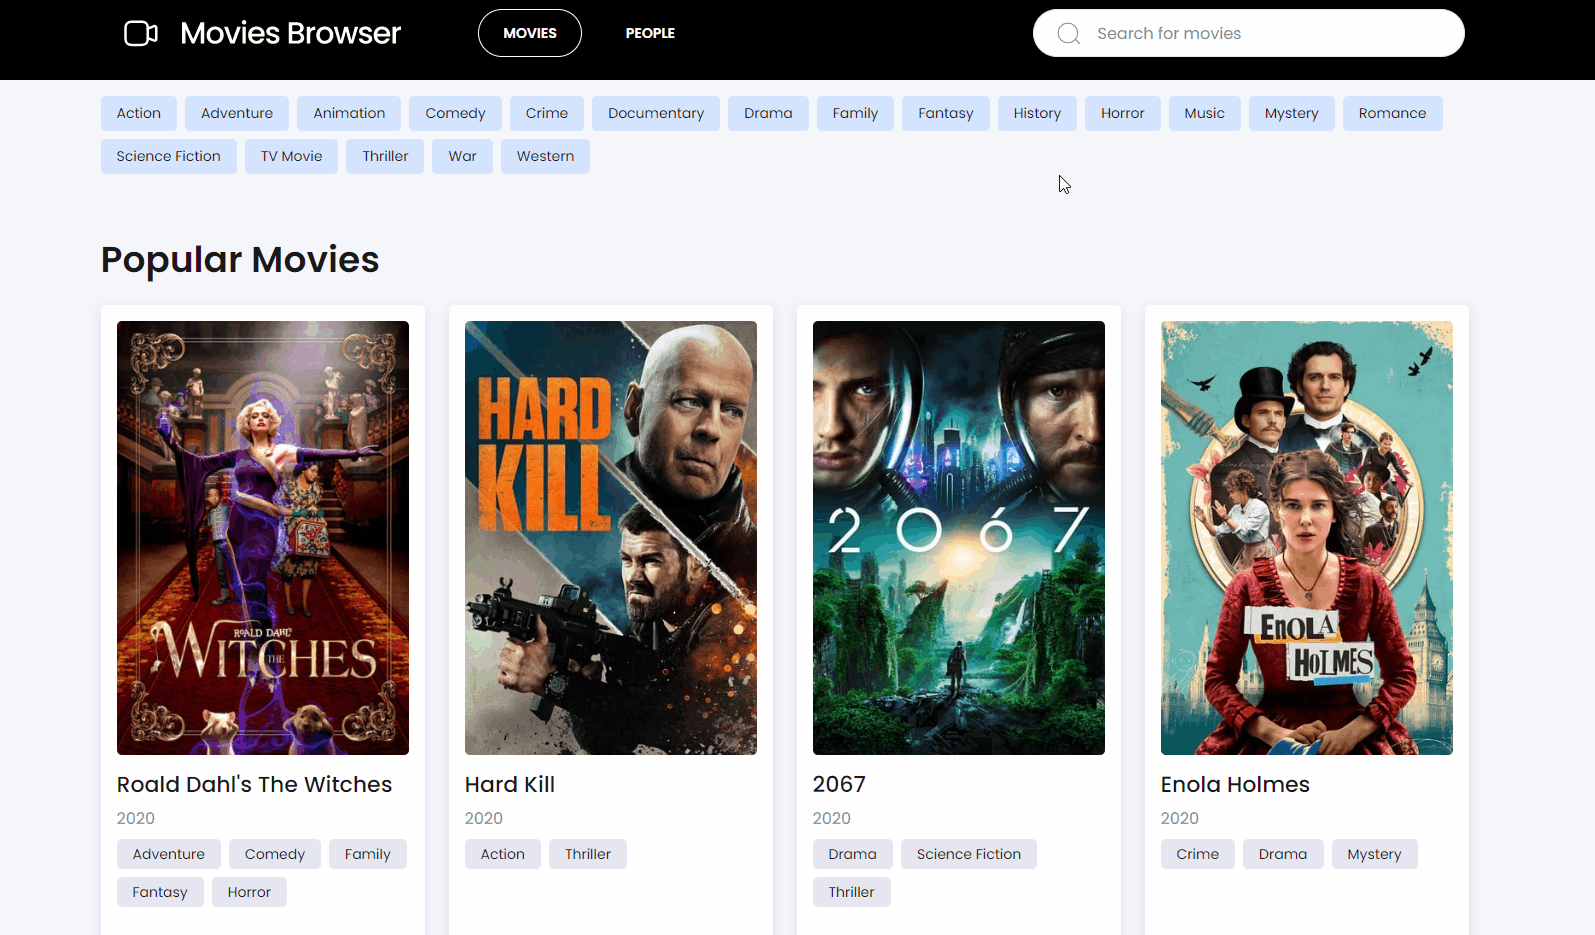 Movies Browser MOVIES PEOPLE Search for movies
Action Adventure Animation Comedy Crime Documentary Drama Family Fantasy History Horror Music Mystery Romance
Science Fiction TV Movie Thriller War Western
Popular Movies
ROALD DAHL'S
THE
WITCHES
HARD
KILL
2067
ENOLA
HOLMES
Roald Dahl's The Witches
2020
Adventure Comedy Family
Fantasy Horror
Hard Kill
2020
Action Thriller
2067
2020
Drama Science Fiction
Thriller
Enola Holmes
2020
Crime Drama Mystery